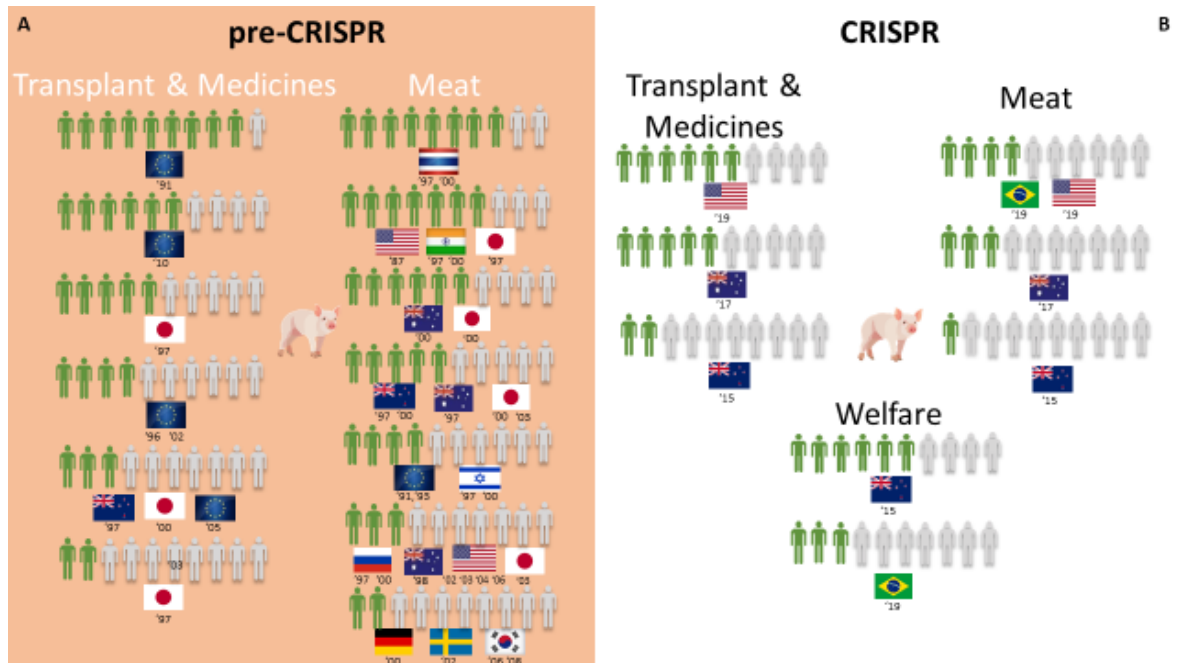 A
pre-CRISPR
Transplant & Medicines
Meat
'91
'97 '00
'10
'87 '97 '00 '97
'97
'00 '00
'96 '02
'97 '00 '97 '00 '05
'97 '00 '05
'91,'95 '97 '00
'03
'97 '00 '98 '02 '03 '04 '06 '05
'97
'00 '02 '06 '08
CRISPR
B
Transplant &
Medicines
Meat
'19
'19 '19
'17
'17
'15
'15
Welfare
'15
'19